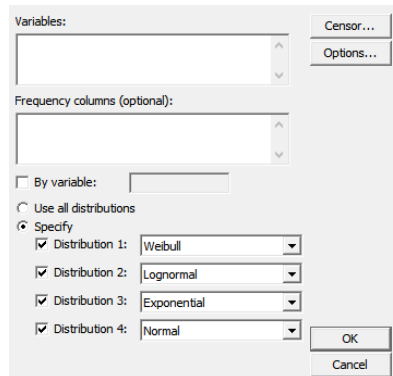 Variables:
Censor...
Options...
Frequency columns (optional):
By variable:
Use all distributions
Specify
Distribution 1: Weibull
Distribution 2: Lognormal
Distribution 3: Exponential
Distribution 4: Normal
OK
Cancel